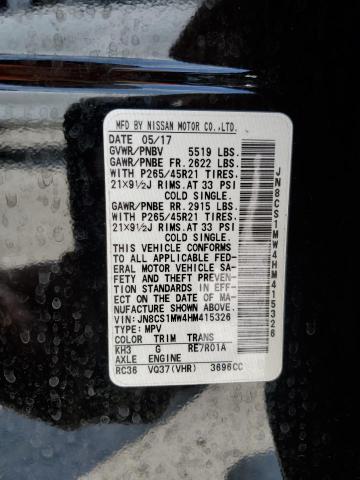 MFD BY NISSAN MOTOR CO., LTD.
DATE 05/17
GVWR/PNBV 5519 LBS.
GAWR/PNBE FR. 2622 LBS.
WITH P265/45R21 TIRES.
21X9½J RIMS. AT 33 PSI
COLD SINGLE.
GAWR/PNBE RR. 2915 LBS.
WITH P265/45R21 TIRES.
21X9½J RIMS. AT 33 PSI
COLD SINGLE.
THIS VEHICLE CONFORMS
TO ALL APPLICABLE FED-
ERAL MOTOR VEHICLE SA-
FETY AND THEFT PREVEN-
TION STANDARDS IN EFF-
ECT ON THE DATE OF MA-
NUFACTURE SHOWN ABOVE.
VIN: JN8CS1MW4HM415326
TYPE: MPV
COLOR TRIM TRANS
KH3 G RE7R01A
AXLE ENGINE
RC36 VQ37(VHR) 3696CC
JN8CS1MW4HM415326